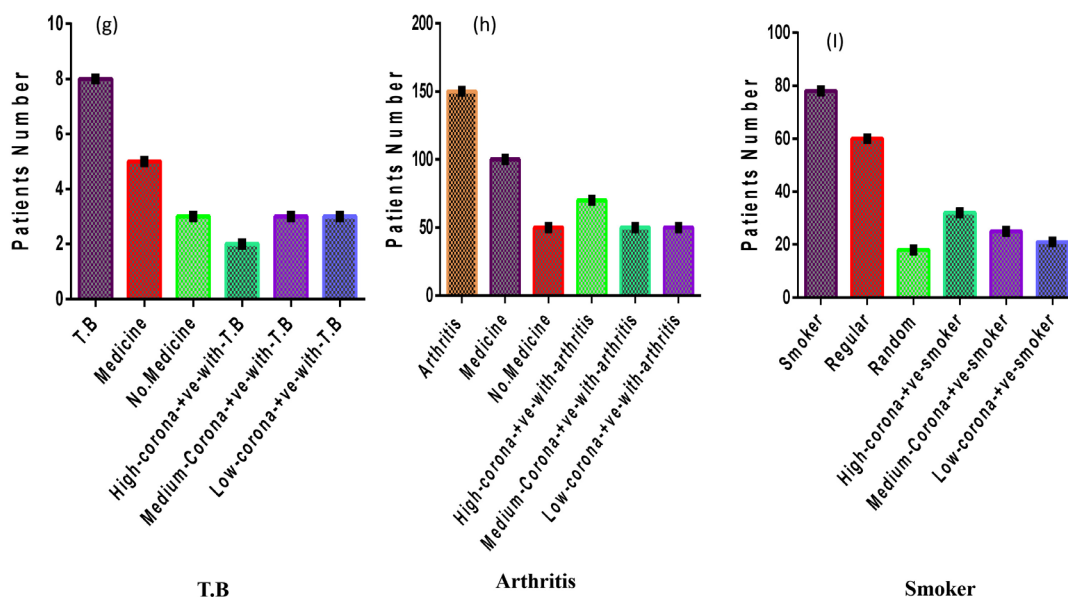 (g)
Patients Number
8
6
4
2
0
T.B
Medicine
No.Medicine
High-corona-+ve-with-T.B
Medium-Corona-+ve-with-T.B
Low-corona-+ve-with-T.B
T.B
(h)
Patients Number
200
150
100
50
0
Arthritis
Medicine
No.Medicine
High-corona-+ve-with-arthritis
Medium-Corona-+ve-with-arthritis
Low-corona-+ve-with-arthritis
Arthritis
(I)
Patients Number
100
80
60
40
20
0
Smoker
Regular
Random
High-corona-+ve-smoker
Medium-Corona-+ve-smoker
Low-corona-+ve-smoker
Smoker